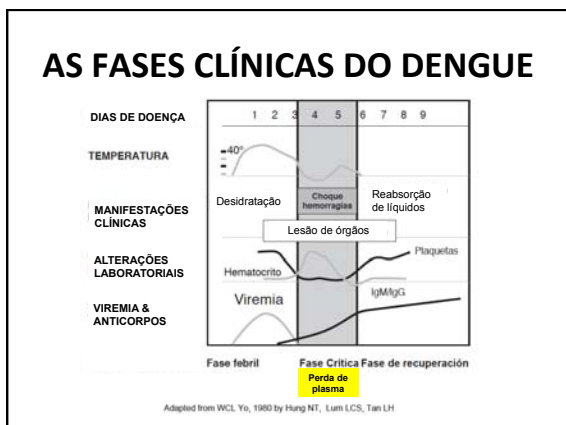 AS FASES CLÍNICAS DO DENGUE
DIAS DE DOENÇA
1 2 3 4 5 6 7 8 9
TEMPERATURA
40°
Desidratação
Choque
hemorragias
Reabsorção
de líquidos
MANIFESTAÇÕES
CLÍNICAS
Lesão de órgãos
ALTERAÇÕES
LABORATORIAIS
Hematocrito
Plaquetas
VIREMIA &
ANTICORPOS
Viremia
IgM/IgG
Fase febril Fase Crítica Fase de recuperación
Perda de
plasma
Adapted from WCL Yo, 1980 by Hung NT, Lum LCS, Tan LH